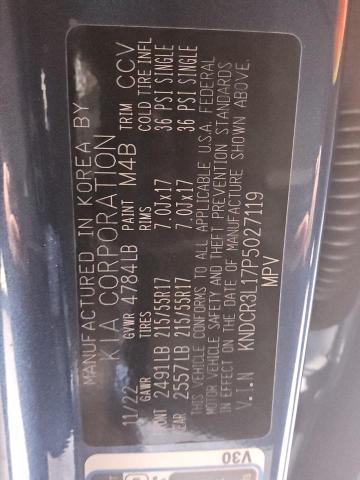 MANUFACTURED IN KOREA BY
KIA CORPORATION
11/22 GVWR 4784LB PAINT M4B TRIM CCV
GAWR TIRES RIMS COLD TIRE INFL
2491LB 215/55R17 7.0JX17 36 PSI SINGLE
2557LB 215/55R17 7.0JX17 36 PSI SINGLE
THIS VEHICLE CONFORMS TO ALL APPLICABLE U.S.A. FEDERAL
MOTOR VEHICLE SAFETY AND THEFT PREVENTION STANDARDS
IN EFFECT ON THE DATE OF MANUFACTURE SHOWN ABOVE.
V.I.N KNDCR3L17P5027119
MPV
V30